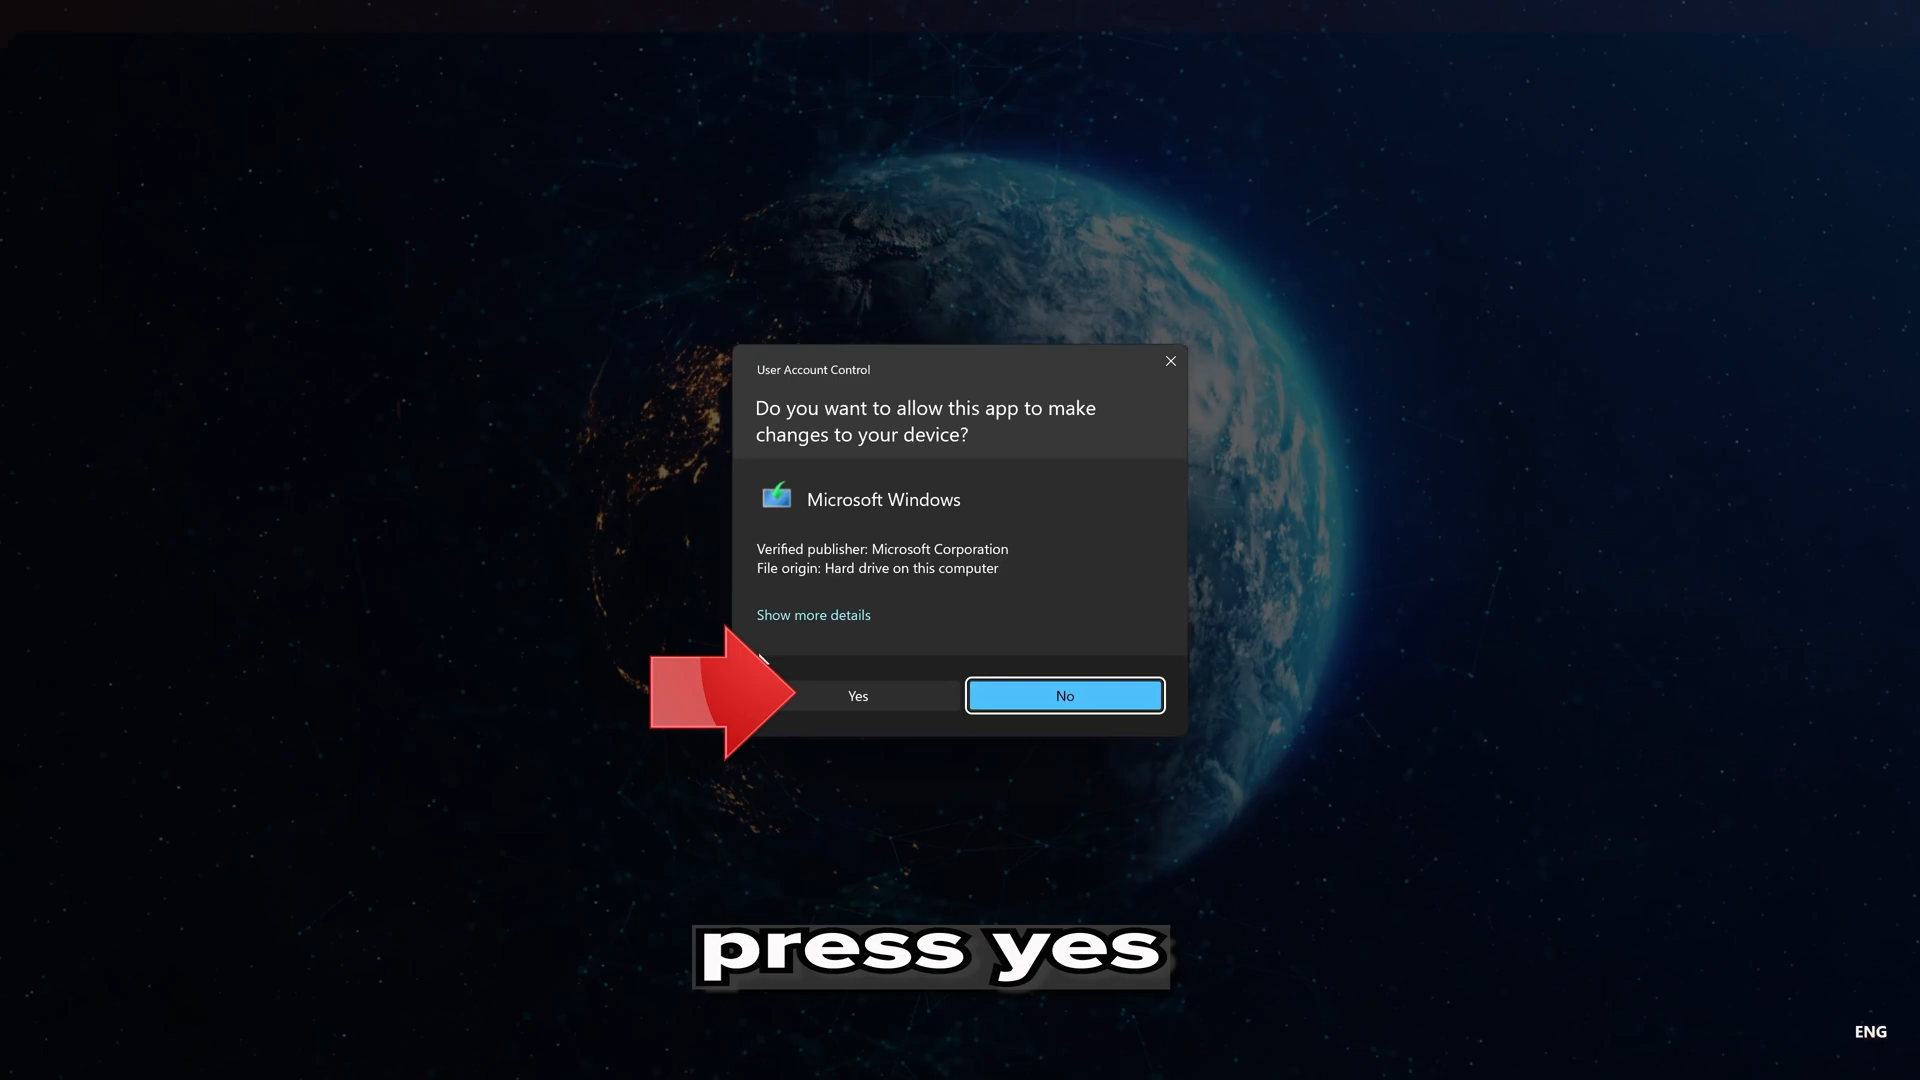 User Account Control
Do you want to allow this app to make
changes to your device?
Microsoft Windows
Verified publisher: Microsoft Corporation
File origin: Hard drive on this computer
Show more details
Yes
No
press yes
ENG